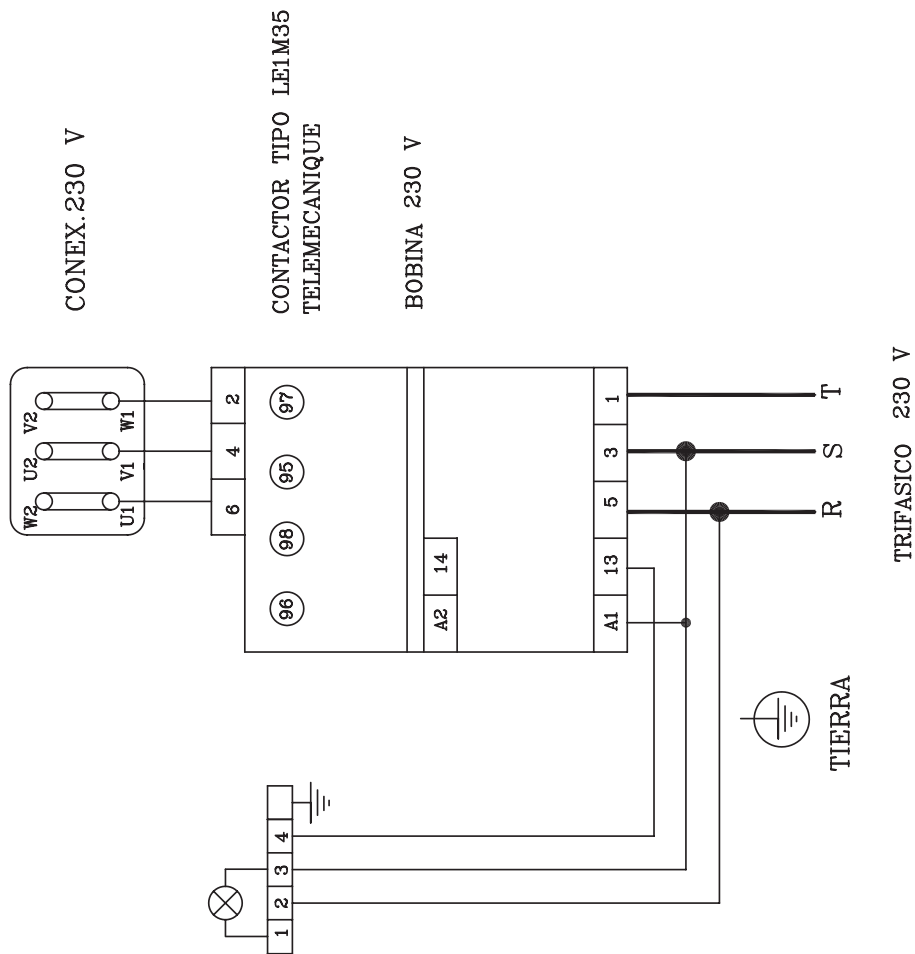 CONEX.230 V
CONTACTOR TIPO LE1M35
TELEMECANIQUE
BOBINA 230 V
W2 U2 V2
U1 V1 W1
6 4 2
96 98 95 97
A2 14
A1 13 5 3 1
R S T
TIERRA
TRIFASICO 230 V
1 2 3 4